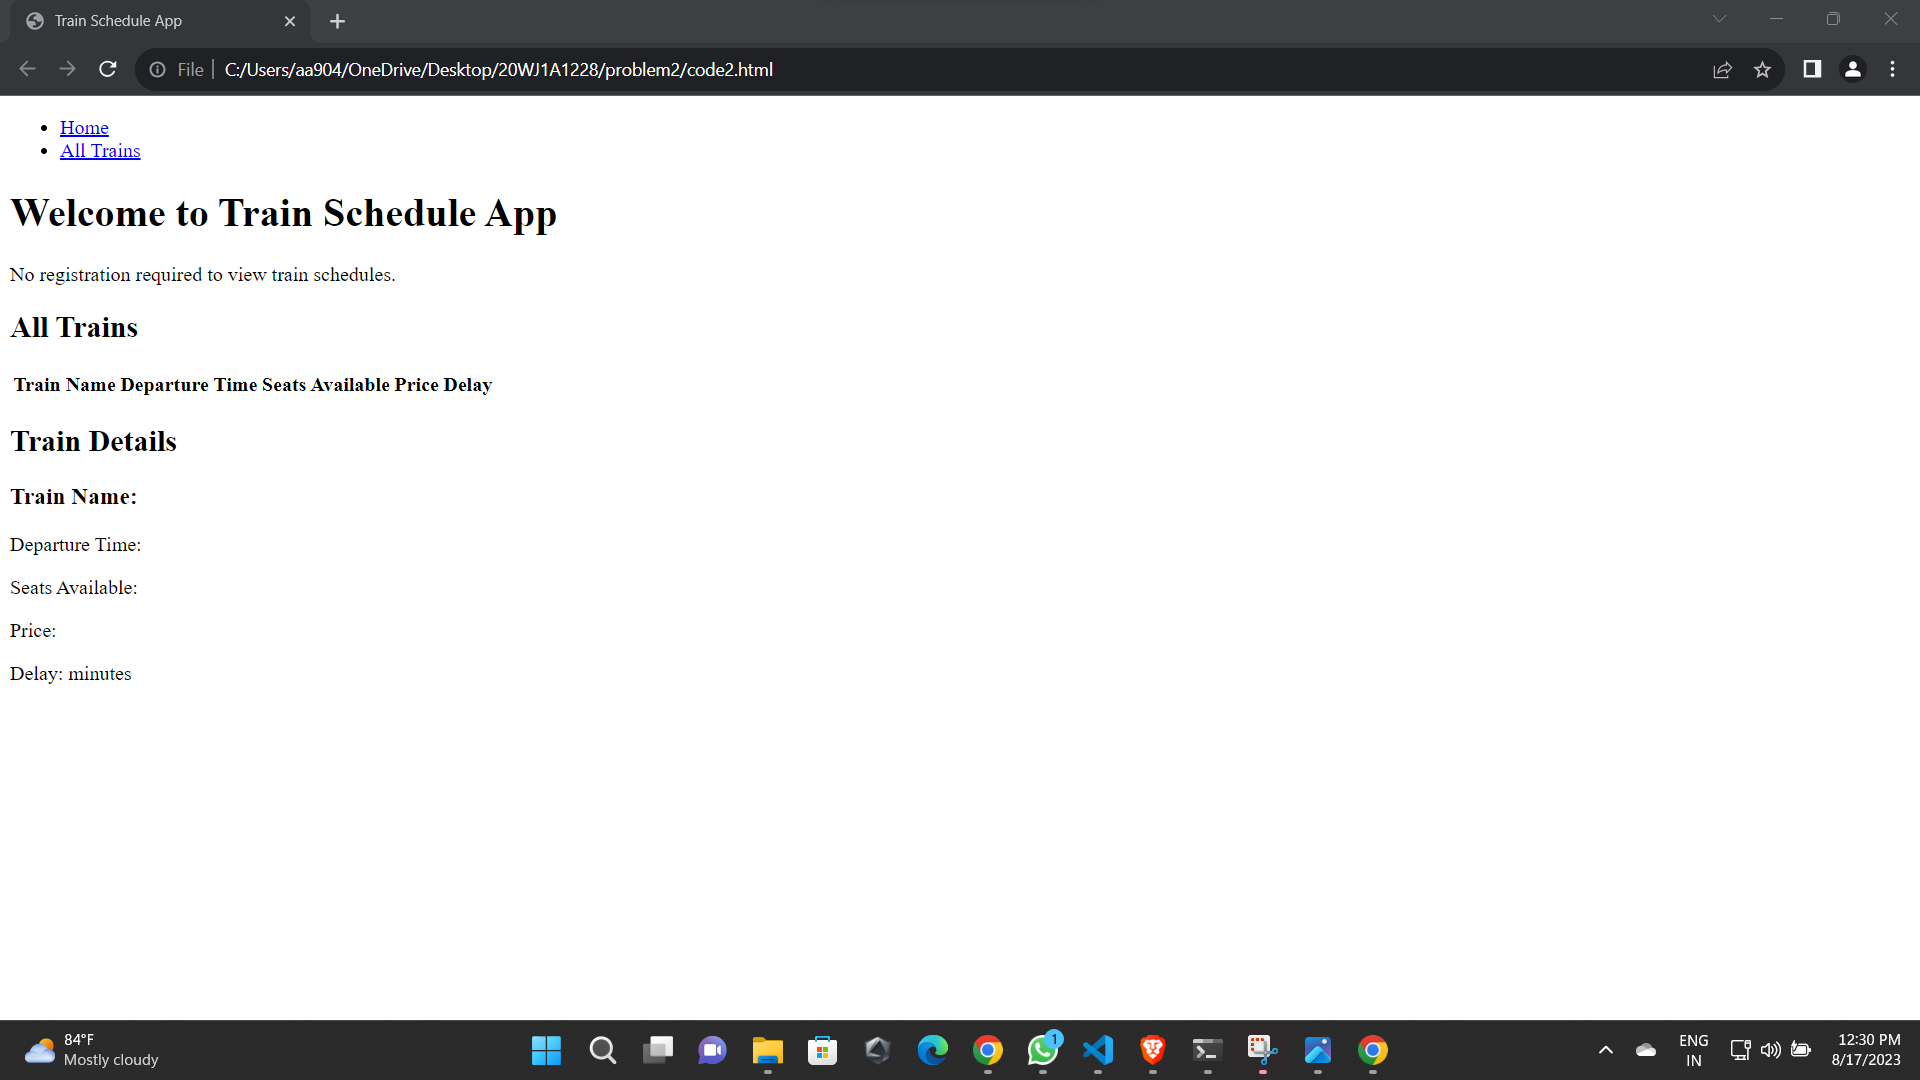 Train Schedule App
File
C:/Users/aa904/OneDrive/Desktop/20WJ1A1228/problem2/code2.html
Home
All Trains
Welcome to Train Schedule App
No registration required to view train schedules.
All Trains
Train Name Departure Time Seats Available Price Delay
Train Details
Train Name:
Departure Time:
Seats Available:
Price:
Delay: minutes
84°F
Mostly cloudy
1
ENG
IN
12:30 PM
8/17/2023